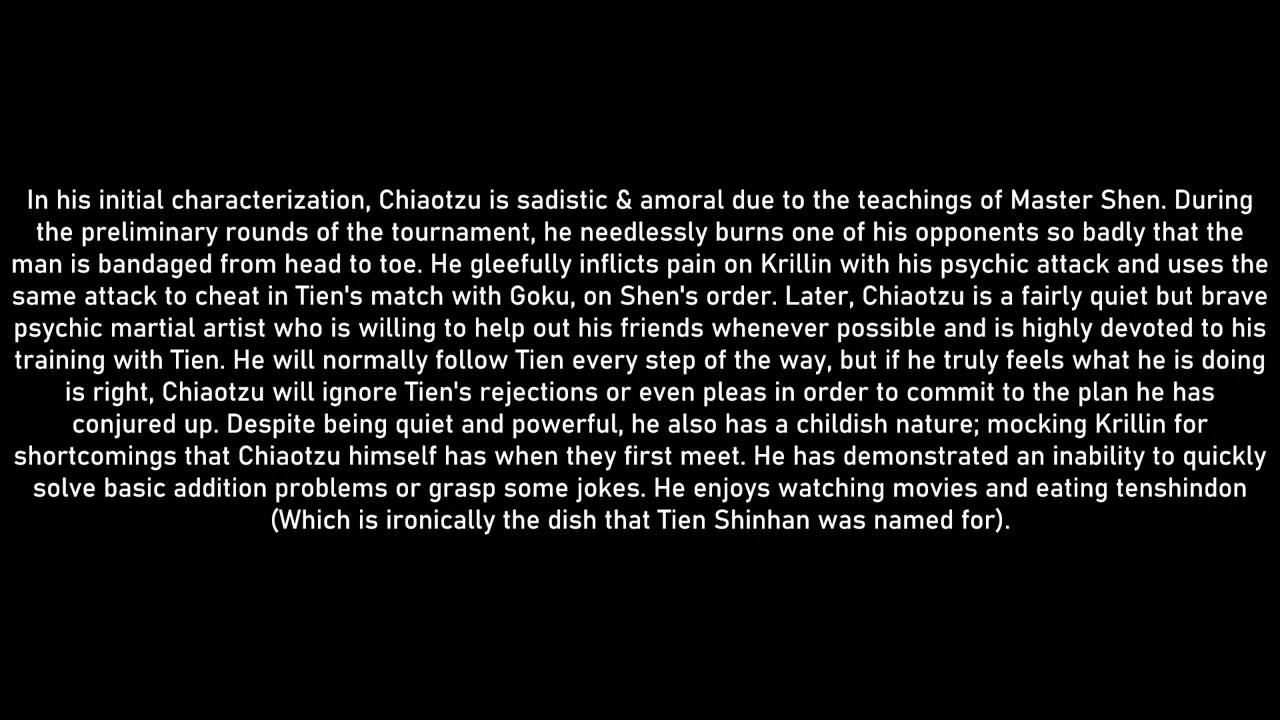 In his initial characterization, Chiaotzu is sadistic & amoral due to the teachings of Master Shen. During
the preliminary rounds of the tournament, he needlessly burns one of his opponents so badly that the
man is bandaged from head to toe. He gleefully inflicts pain on Krillin with his psychic attack and uses the
same attack to cheat in Tien's match with Goku, on Shen's order. Later, Chiaotzu is a fairly quiet but brave
psychic martial artist who is willing to help out his friends whenever possible and is highly devoted to his
training with Tien. He will normally follow Tien every step of the way, but if he truly feels what he is doing
is right, Chiaotzu will ignore Tien's rejections or even pleas in order to commit to the plan he has
conjured up. Despite being quiet and powerful, he also has a childish nature; mocking Krillin for
shortcomings that Chiaotzu himself has when they first meet. He has demonstrated an inability to quickly
solve basic addition problems or grasp some jokes. He enjoys watching movies and eating tenshindon
(Which is ironically the dish that Tien Shinhan was named for).